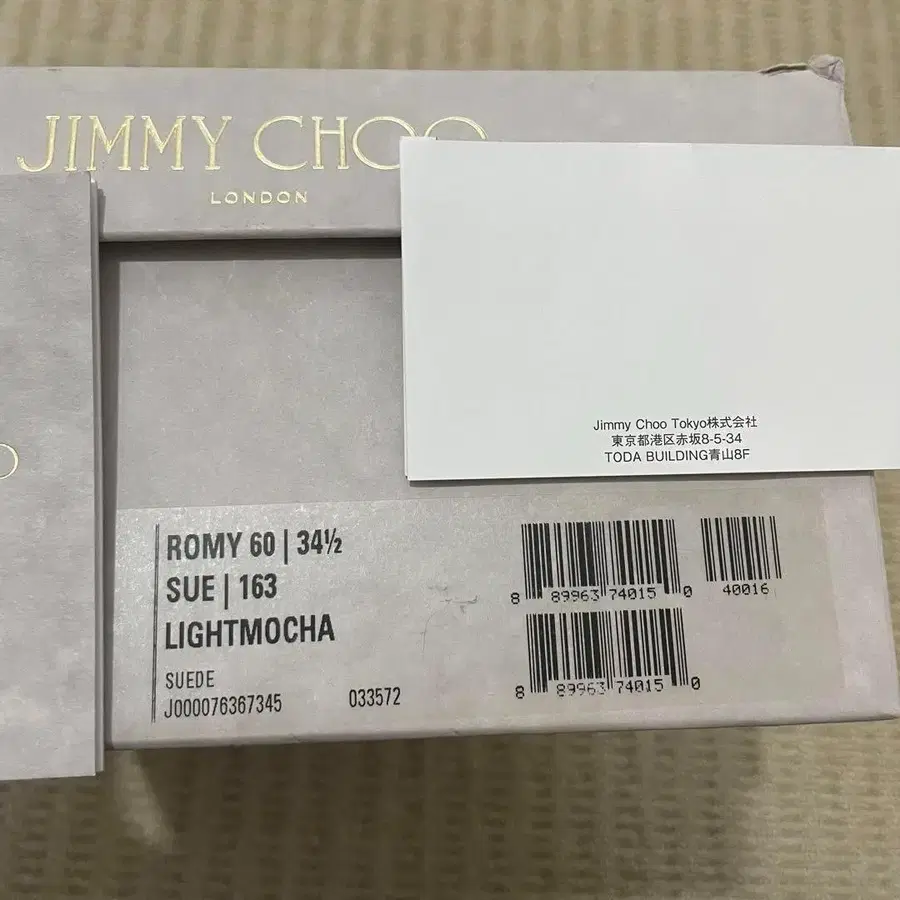 JIMMY CHOO
LONDON
Jimmy Choo Tokyo株式会社
東京都港区赤坂8-5-34
TODA BUILDING青山8F
ROMY 60 | 34½
SUE | 163
LIGHTMOCHA
SUEDE
J000076367345 033572
8 89963 74015 0 40016
8 89963 74015 0
O